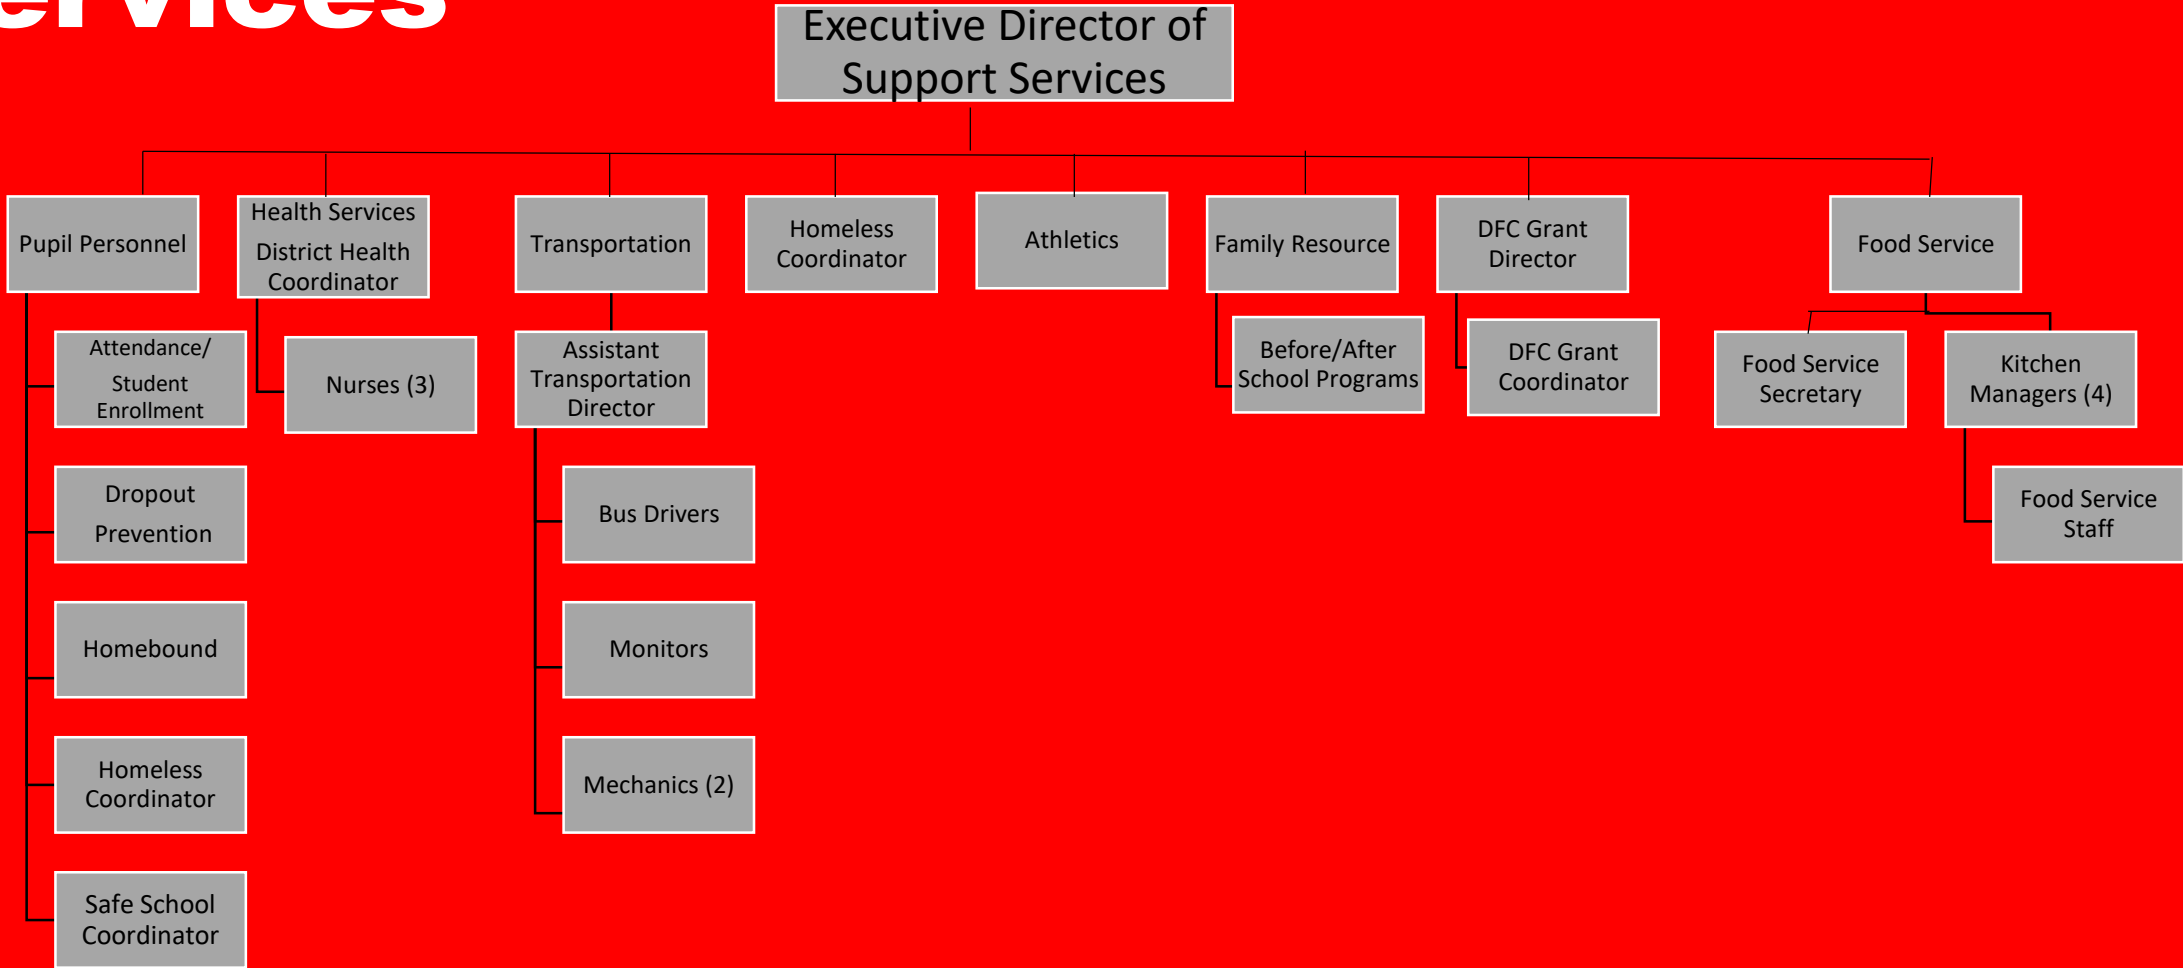 ervices
Executive Director of
Support Services
Pupil Personnel
Health Services
District Health
Coordinator
Transportation
Homeless
Coordinator
Athletics
Family Resource
DFC Grant
Director
Food Service
Attendance/
Student
Enrollment
Nurses (3)
Assistant
Transportation
Director
Before/After
School Programs
DFC Grant
Coordinator
Food Service
Secretary
Kitchen
Managers (4)
Dropout
Prevention
Bus Drivers
Food Service
Staff
Homebound
Monitors
Homeless
Coordinator
Mechanics (2)
Safe School
Coordinator